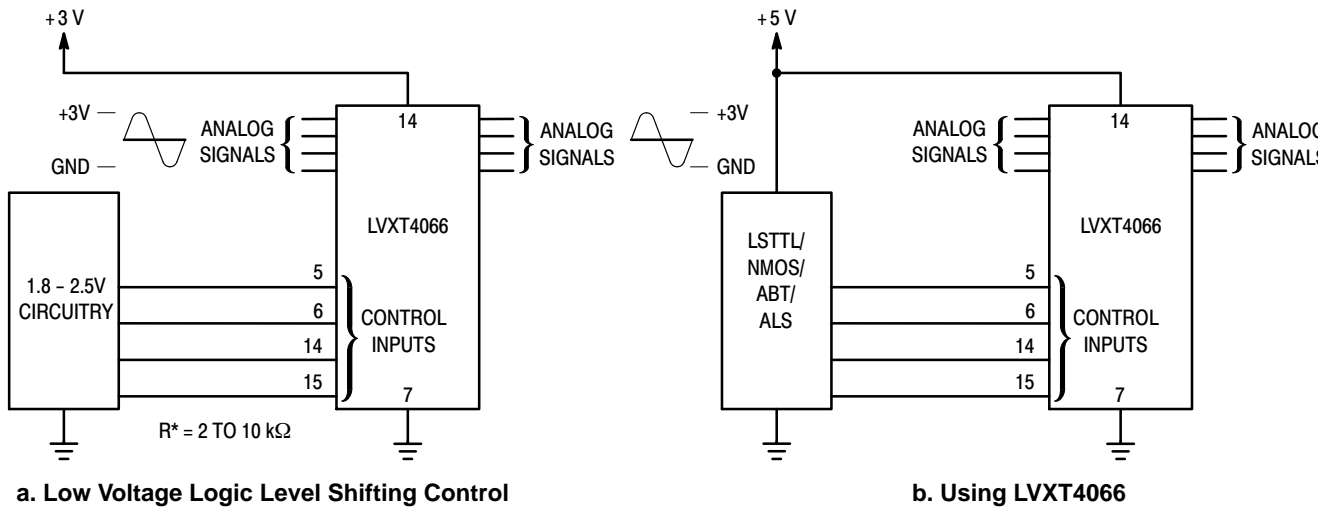 +3 V
+3V
GND
ANALOG
SIGNALS
14
ANALOG
SIGNALS
LVXT4066
1.8 – 2.5V
CIRCUITRY
5
6
14
15
CONTROL
INPUTS
7
R* = 2 TO 10 kΩ
a. Low Voltage Logic Level Shifting Control
+5 V
+3V
GND
ANALOG
SIGNALS
14
ANALOG
SIGNALS
LVXT4066
LSTTL/
NMOS/
ABT/
ALS
5
6
14
15
CONTROL
INPUTS
7
b. Using LVXT4066